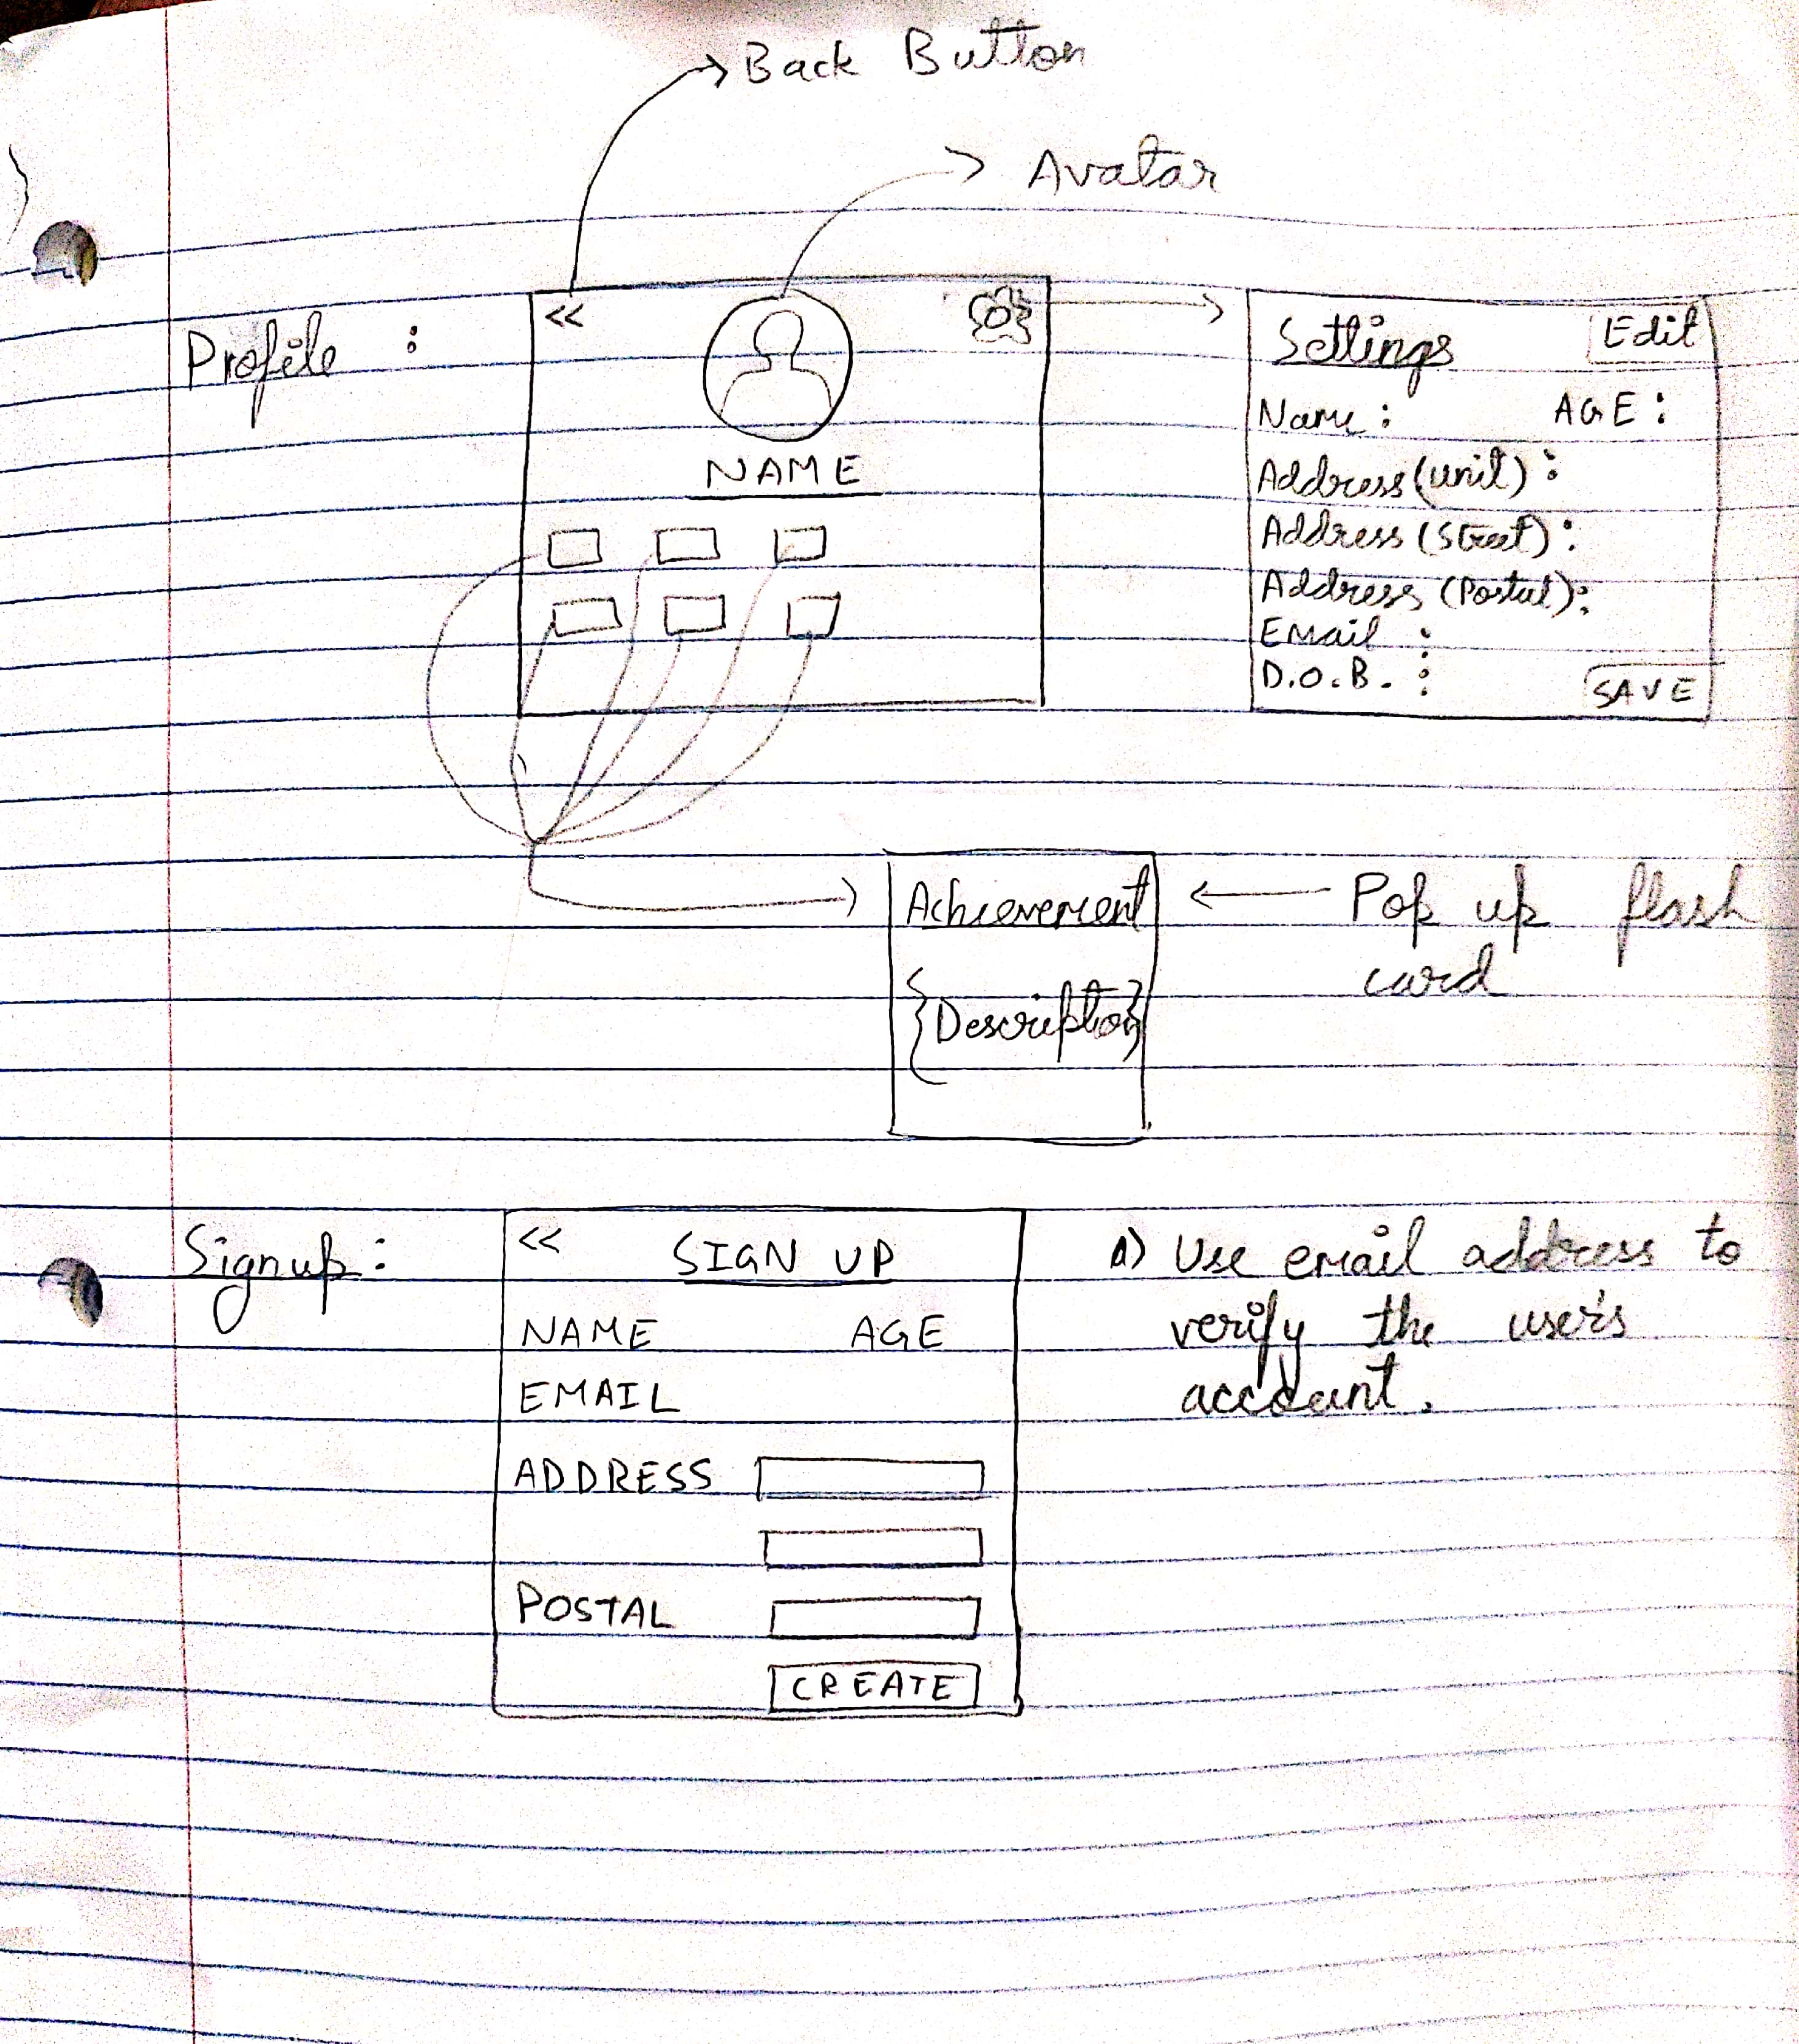 Back Button
Avatar
Profile :
<<
NAME
Settings Edit
Name : AGE :
Address (unit) :
Address (Street) :
Address (Postal) :
EMail :
D.O.B. :
SAVE
Achievement
{Description}
Pop up flash
card
Signup :
<< SIGN UP
NAME AGE
EMAIL
ADDRESS
POSTAL
CREATE
a) Use email address to
verify the user's
account.